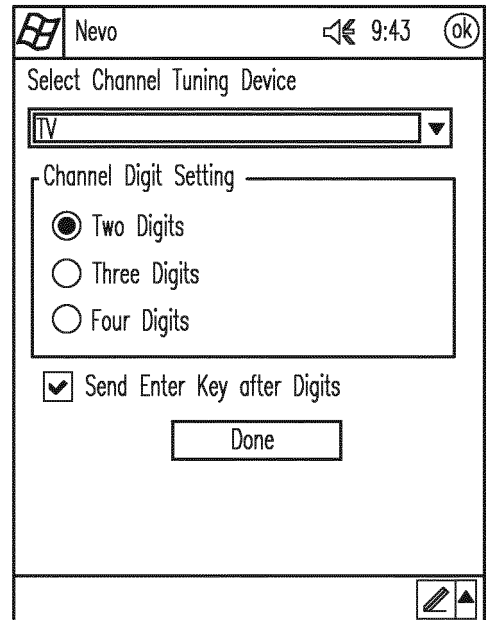 Nevo 9:43 ok
Select Channel Tuning Device
TV
Channel Digit Setting
Two Digits
Three Digits
Four Digits
Send Enter Key after Digits
Done